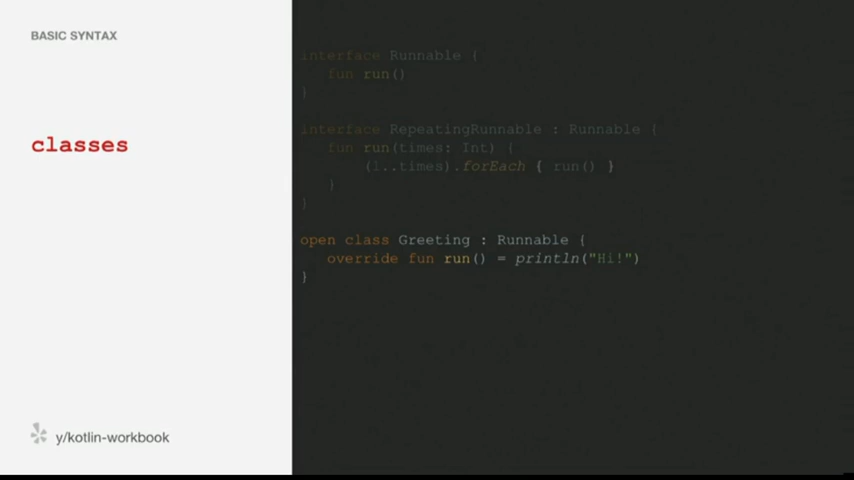 BASIC SYNTAX
classes
interface Runnable {
fun run()
}
interface RepeatingRunnable : Runnable {
fun run(times: Int) {
(1..times).forEach { run() }
}
}
open class Greeting : Runnable {
override fun run() = println("Hi!")
}
y/kotlin-workbook